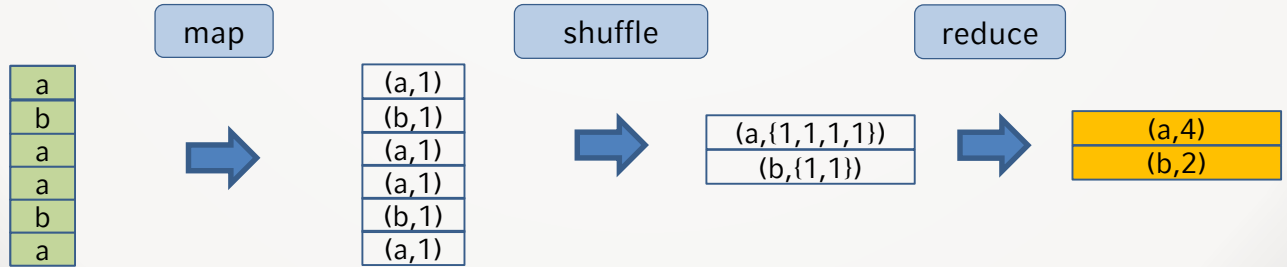 map
shuffle
reduce
a
b
a
a
b
a
(a,1)
(b,1)
(a,1)
(a,1)
(b,1)
(a,1)
(a,{1,1,1,1})
(b,{1,1})
(a,4)
(b,2)